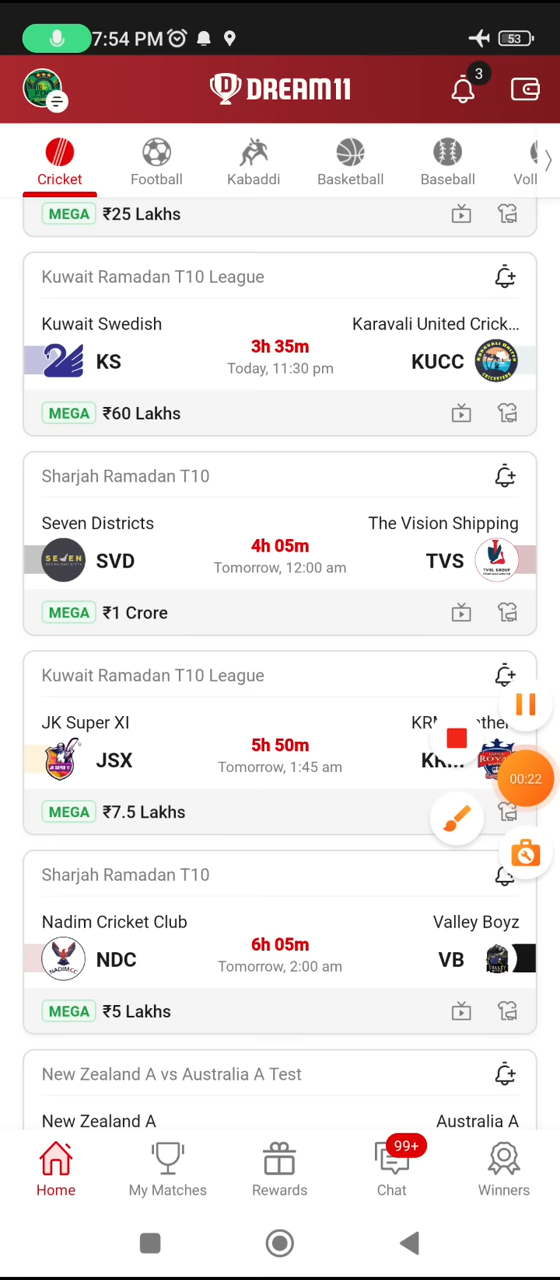 7:54 PM
53
DREAM11
3
Cricket
Football
Kabaddi
Basketball
Baseball
MEGA ₹25 Lakhs
Kuwait Ramadan T10 League
Kuwait Swedish
Karavali United Crick...
KS
3h 35m
Today, 11:30 pm
KUCC
MEGA ₹60 Lakhs
Sharjah Ramadan T10
Seven Districts
The Vision Shipping
SVD
4h 05m
Tomorrow, 12:00 am
TVS
MEGA ₹1 Crore
Kuwait Ramadan T10 League
JK Super XI
JSX
5h 50m
Tomorrow, 1:45 am
00:22
MEGA ₹7.5 Lakhs
Sharjah Ramadan T10
Nadim Cricket Club
Valley Boyz
NDC
6h 05m
Tomorrow, 2:00 am
VB
MEGA ₹5 Lakhs
New Zealand A vs Australia A Test
New Zealand A
Australia A
99+
Home
My Matches
Rewards
Chat
Winners